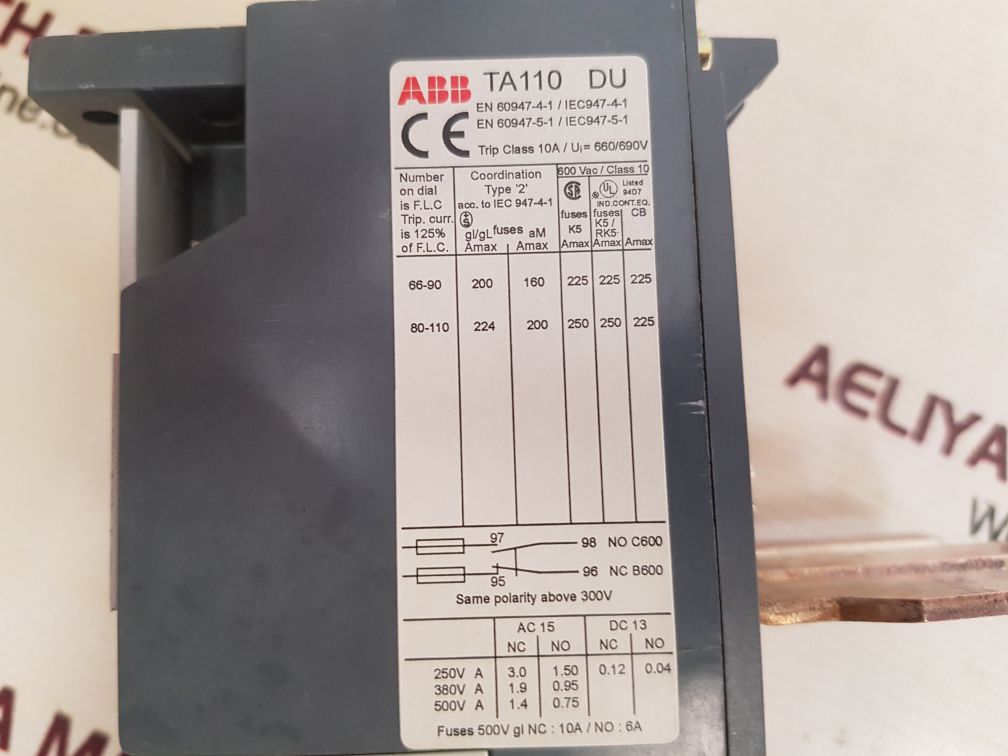 ABB TA110 DU
EN 60947-4-1 / IEC947-4-1
EN 60947-5-1 / IEC947-5-1
CE
Trip Class 10A / Ui= 660/690V
Number on dial is F.L.C Trip. curr. is 125% of F.L.C.
Coordination Type '2' acc. to IEC 947-4-1
gl/gL fuses aM
Amax Amax
600 Vac / Class 10
fuses K5 Amax
UL Listed 94D7
IND.CONT.EQ.
fuses K5 / RK5 Amax
CB Amax
66-90 200 160 225 225 225
80-110 224 200 250 250 225
97 98 NO C600
95 96 NC B600
Same polarity above 300V
AC 15 DC 13
NC NO NC NO
250V A 3.0 1.50 0.12 0.04
380V A 1.9 0.95
500V A 1.4 0.75
Fuses 500V gl NC : 10A / NO : 6A
AELIYA